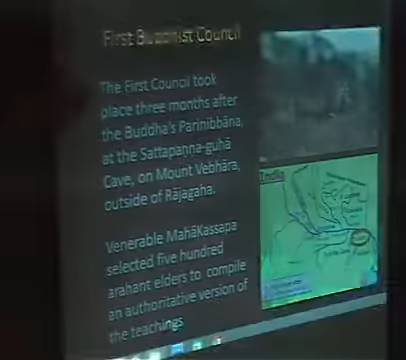 First Buddhist Council
The First Council took
place three months after
the Buddha's Parinibbāna,
at the Sattapaṇṇa-guhā
Cave, on Mount Vebhāra,
outside of Rājagaha.
Venerable MahāKassapa
selected five hundred
arahant elders to compile
an authoritative version of
the teachings
India